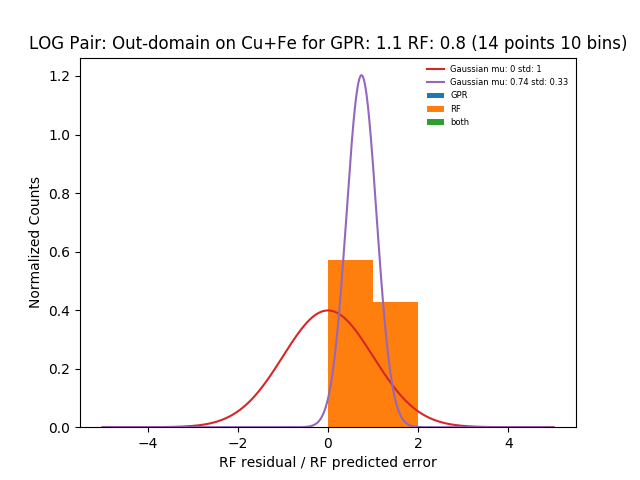 LOG Pair: Out-domain on Cu+Fe for GPR: 1.1 RF: 0.8 (14 points 10 bins)
Gaussian mu: 0 std: 1
Gaussian mu: 0.74 std: 0.33
GPR
RF
both
Normalized Counts
1.2
1.0
0.8
0.6
0.4
0.2
0.0
−4
−2
0
2
4
RF residual / RF predicted error